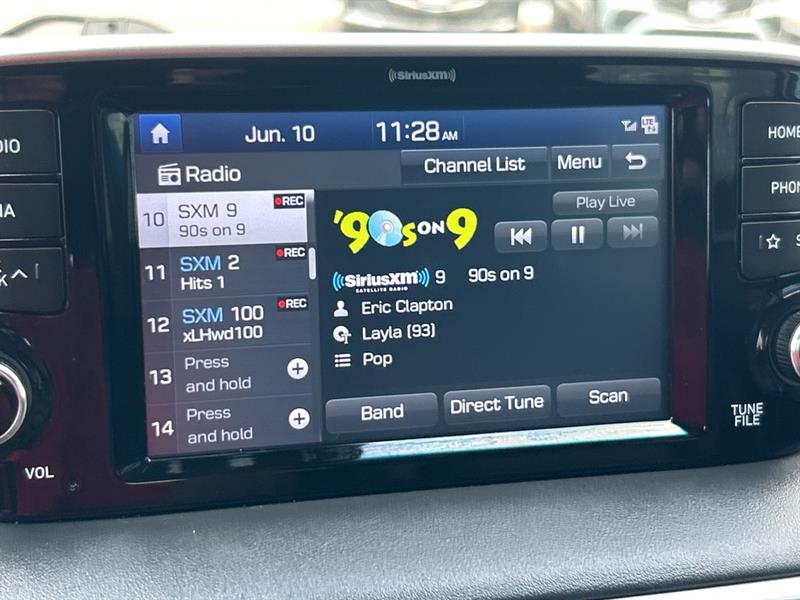 ((SiriusXM))
Jun. 10 11:28 AM LTE
Radio Channel List Menu
10 SXM 9 REC
90s on 9
11 SXM 2 REC
Hits 1
12 SXM 100 REC
xLHwd100
13 Press
and hold
14 Press
and hold
'90s ON 9
Play Live
((SiriusXM)) 9 90s on 9
SATELLITE RADIO
Eric Clapton
Layla (93)
Pop
Band Direct Tune Scan
VOL
HOME
PHON
TUNE
FILE